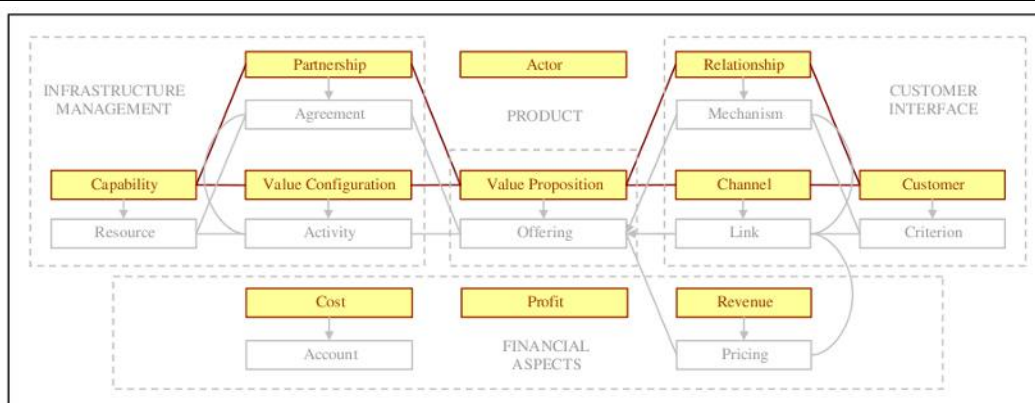 Partnership
Actor
Relationship
INFRASTRUCTURE
MANAGEMENT
CUSTOMER
INTERFACE
Agreement
PRODUCT
Mechanism
Capability
Value Configuration
Value Proposition
Channel
Customer
Resource
Activity
Offering
Link
Criterion
Cost
Profit
Revenue
Account
FINANCIAL
ASPECTS
Pricing